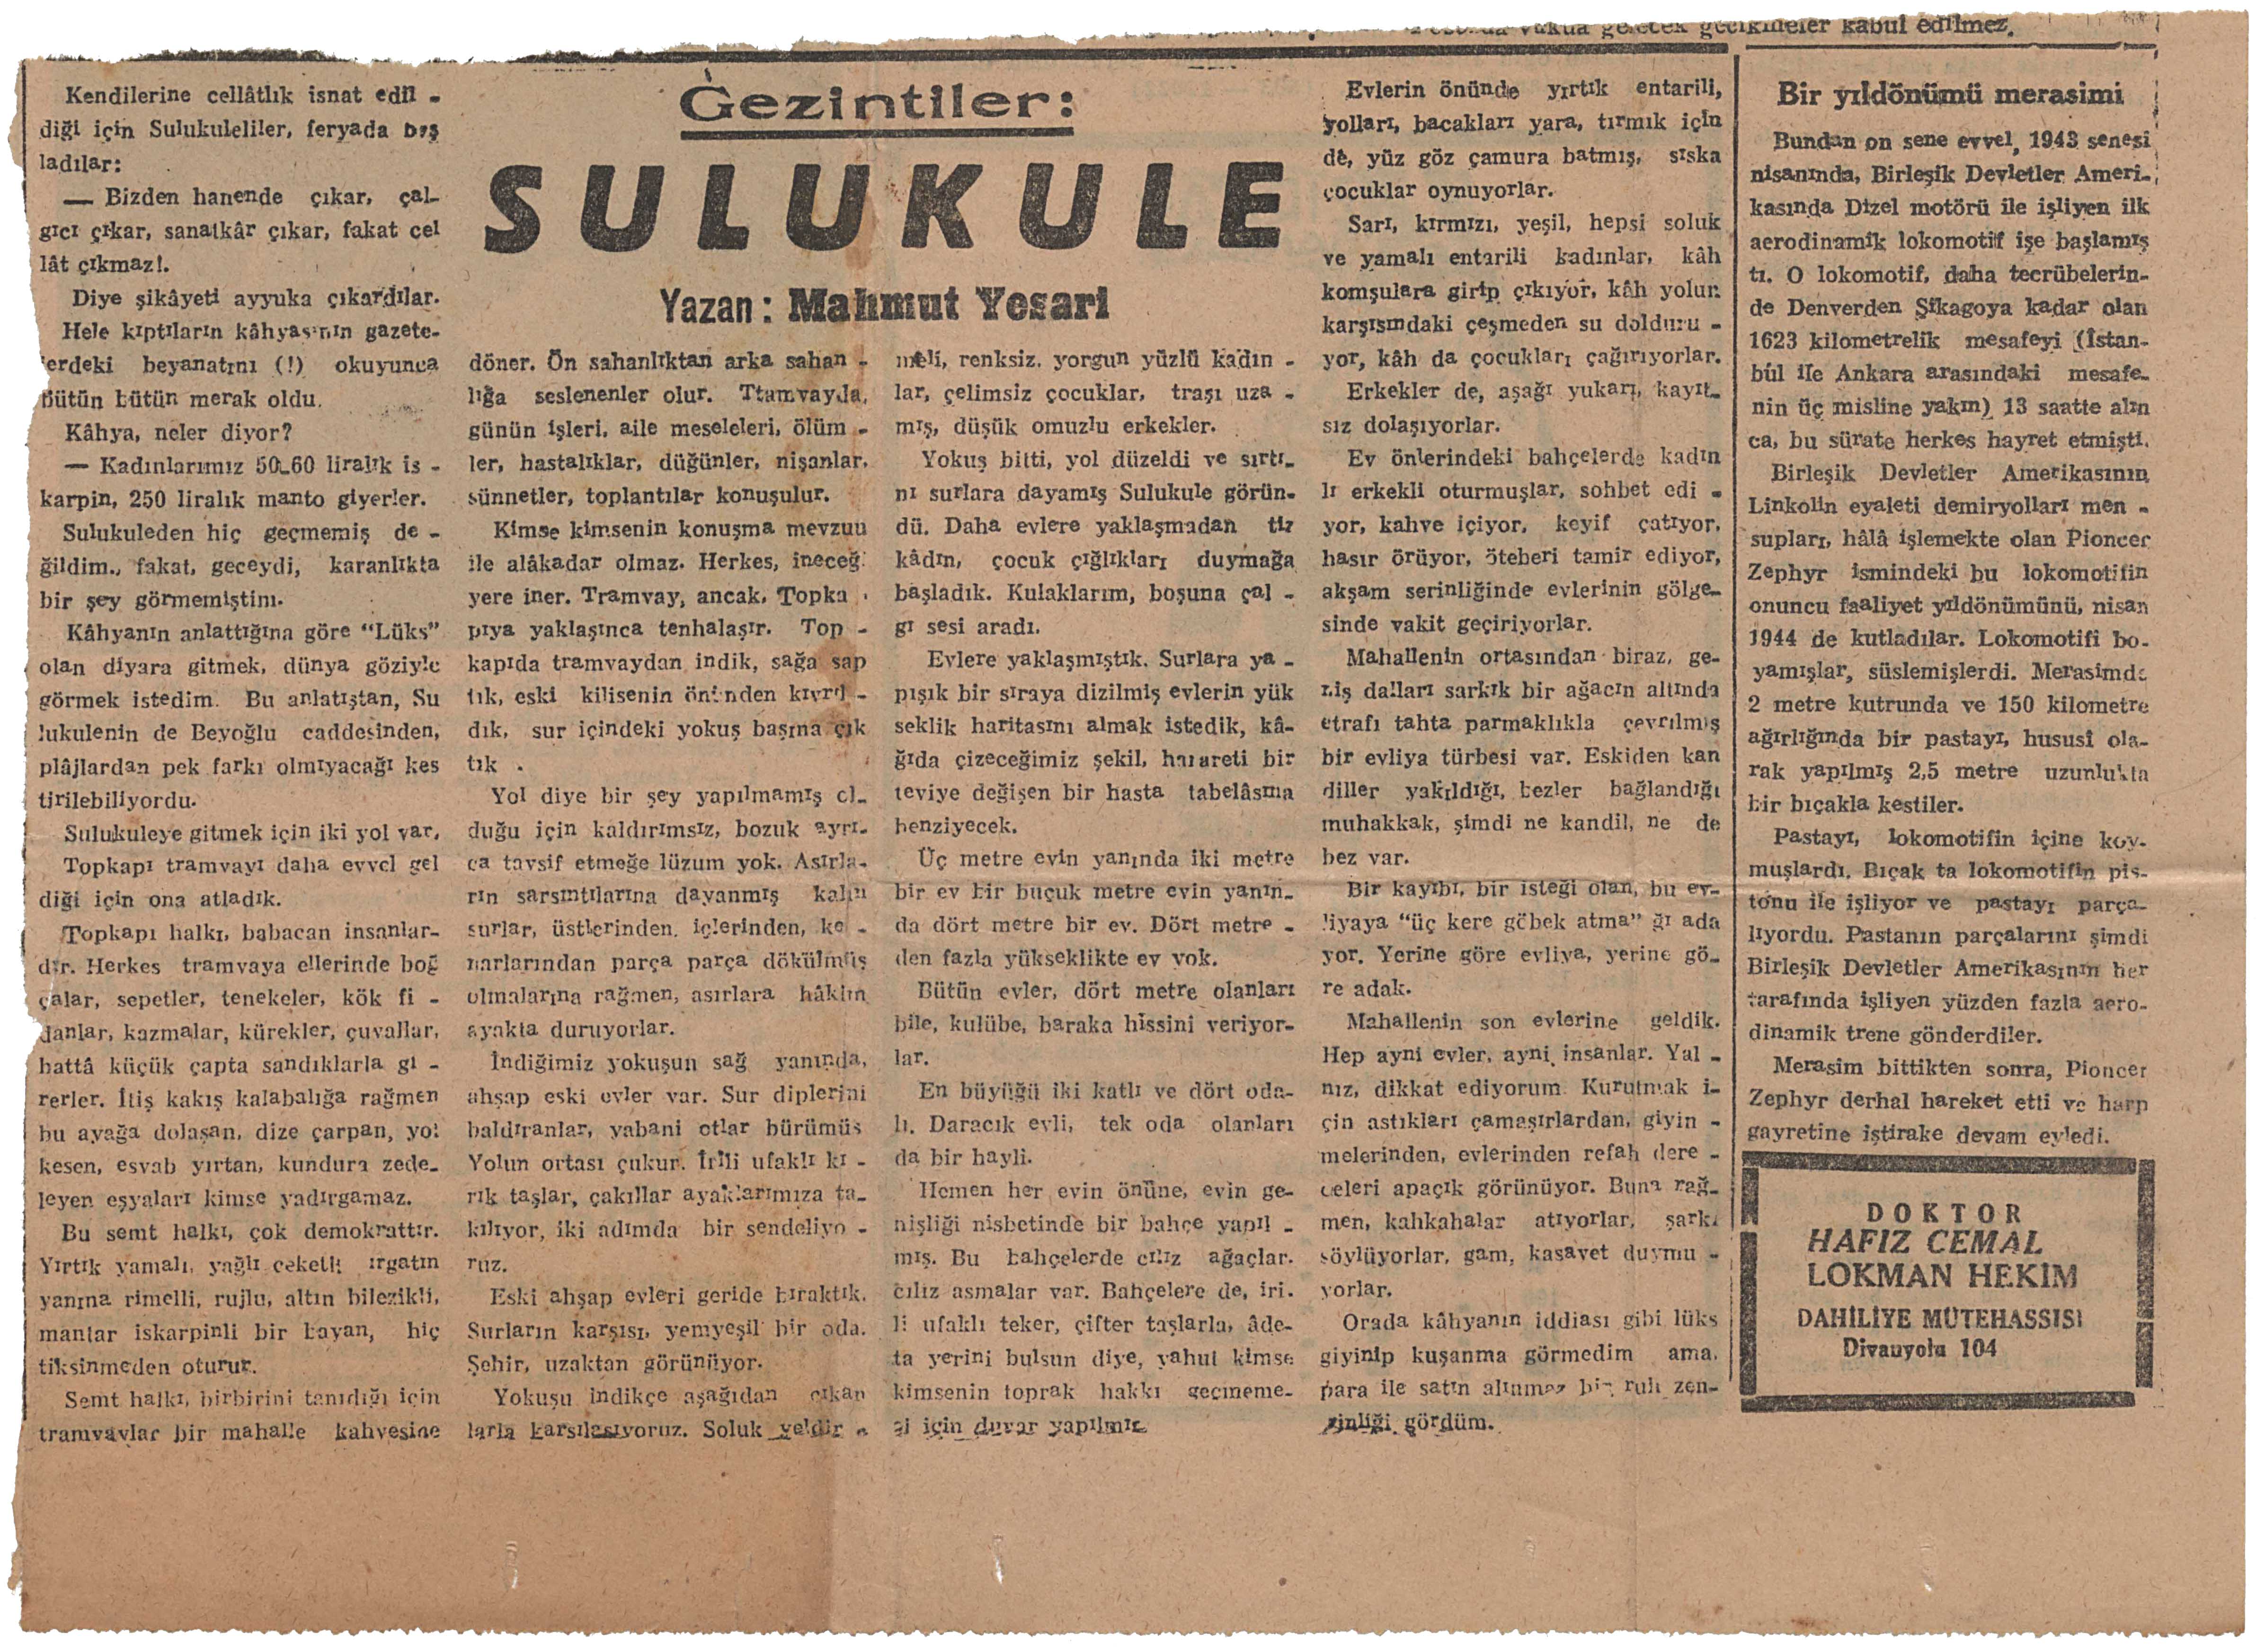 gecikmeler kabul edilmez.
Gezintiler:
SULUKULE
Yazan: Mahmut Yesari
Kendilerine cellâtlık isnat edil -
diği için Sulukuleliler, feryada baş
ladılar:
— Bizden hanende çıkar, çal-
gıcı çıkar, sanatkâr çıkar, fakat cel
lât çıkmaz!.
Diye şikâyeti ayyuka çıkardılar.
Hele kıptıların kâhyasının gazete-
lerdeki beyanatını (!) okuyunca
bütün bütün merak oldu.
Kâhya, neler diyor?
— Kadınlarımız 50-60 liralık is -
karpin, 250 liralık manto giyerler.
Sulukuleden hiç geçmemiş de -
ğildim., fakat, geceydi, karanlıkta
bir şey görmemiştim.
Kâhyanın anlattığına göre “Lüks”
olan diyara gitmek, dünya göziyle
görmek istedim. Bu anlatıştan, Su
lukulenin de Beyoğlu caddesinden,
plâjlardan pek farkı olmıyacağı kes
tirilebiliyordu.
Sulukuleye gitmek için iki yol var,
Topkapı tramvayı daha evvel gel
diği için ona atladık.
Topkapı halkı, babacan insanlar-
dır. Herkes tramvaya ellerinde boğ
çalar, sepetler, tenekeler, kök fi -
danlar, kazmalar, kürekler, çuvallar,
hattâ küçük çapta sandıklarla gi -
rerler. İtiş kakış kalabalığa rağmen
bu ayağa dolaşan, dize çarpan, yol
kesen, esvab yırtan, kundura zede-
leyen eşyaları kimse yadırgamaz.
Bu semt halkı, çok demokrattır.
Yırtık yamalı, yağlı ceketli ırgatın
yanına rimelli, rujlu, altın bilezikli,
mantar iskarpinli bir bayan, hiç
tiksinmeden oturur.
Semt halkı, birbirini tanıdığı için
tramvaylar bir mahalle kahvesine
döner. Ön sahanlıktan arka sahan -
lığa seslenenler olur. Ttamvayda,
günün işleri, aile meseleleri, ölüm -
ler, hastalıklar, düğünler, nişanlar,
sünnetler, toplantılar konuşulur.
Kimse kimsenin konuşma mevzuu
ile alâkadar olmaz. Herkes, ineceği
yere iner. Tramvay, ancak, Topka -
pıya yaklaşınca tenhalaşır. Top -
kapıda tramvaydan indik, sağa sap
tık, eski kilisenin önünden kıvrıl -
dık, sur içindeki yokuş başına çık
tık .
Yol diye bir şey yapılmamış ol-
duğu için kaldırımsız, bozuk ayrı-
ca tavsif etmeğe lüzum yok. Asırla-
rın sarsıntılarına dayanmış kalın
surlar, üstlerinden, içlerinden, ke -
narlarından parça parça dökülmüş
olmalarına rağmen, asırlara hâkim
ayakta duruyorlar.
İndiğimiz yokuşun sağ yanında,
ahşap eski evler var. Sur diplerini
baldıranlar, yabani otlar bürümüş
Yolun ortası çukur. İrili ufaklı kı -
rık taşlar, çakıllar ayaklarımıza ta-
kılıyor, iki adımda bir sendeliyo -
ruz.
Eski ahşap evleri geride bıraktık.
Surların karşısı, yemyeşil bir oda.
Şehir, uzaktan görünüyor.
Yokuşu indikçe aşağıdan çıkan
larla karşılaşıyoruz. Soluk yeldir -
meli, renksiz, yorgun yüzlü kadın -
lar, çelimsiz çocuklar, traşı uza -
mış, düşük omuzlu erkekler.
Yokuş bitti, yol düzeldi ve sırtı-
nı surlara dayamış Sulukule görün-
dü. Daha evlere yaklaşmadan tiz
kâdın, çocuk çığlıkları duymağa
başladık. Kulaklarım, boşuna çal -
gı sesi aradı.
Evlere yaklaşmıştık. Surlara ya -
pışık bir sıraya dizilmiş evlerin yük
seklik haritasını almak istedik, kâ-
ğıda çizeceğimiz şekil, harareti bir
teviye değişen bir hasta tabelâsına
benziyecek.
Üç metre evin yanında iki metre
bir ev bir buçuk metre evin yanın-
da dört metre bir ev. Dört metre -
den fazla yükseklikte ev yok.
Bütün evler, dört metre olanları
bile, kulübe, baraka hissini veriyor-
lar.
En büyüğü iki katlı ve dört oda-
lı. Daracık evli, tek oda olanları
da bir hayli.
Hemen her evin önüne, evin ge-
nişliği nisbetinde bir bahçe yapıl -
mış. Bu bahçelerde cılız ağaçlar.
cılız asmalar var. Bahçelere de, iri-
li ufaklı teker, çifter taşlarla, âde-
ta yerini bulsun diye, yahut kimse
kimsenin toprak hakkı geçmeme-
si için duvar yapılmış
Evlerin önünde yırtık entarili,
yolları, bacakları yara, tırmık için
de, yüz göz çamura batmış, sıska
çocuklar oynuyorlar.
Sarı, kırmızı, yeşil, hepsi soluk
ve yamalı entarili kadınlar, kâh
komşulara girip çıkıyor, kâh yolun
karşısındaki çeşmeden su dolduru -
yor, kâh da çocukları çağırıyorlar.
Erkekler de, aşağı yukarı, kayıt-
sız dolaşıyorlar.
Ev önlerindeki bahçelerde kadın
lı erkekli oturmuşlar, sohbet edi -
yor, kahve içiyor, keyif çatıyor,
hasır örüyor, öteberi tamir ediyor,
akşam serinliğinde evlerinin gölge-
sinde vakit geçiriyorlar.
Mahallenin ortasından biraz, ge-
niş dalları sarkık bir ağacın altında
etrafı tahta parmaklıkla çevrilmiş
bir evliya türbesi var. Eskiden kan
diller yakıldığı, bezler bağlandığı
muhakkak, şimdi ne kandil, ne de
bez var.
Bir kayıbı, bir isteği olan, bu ev-
liyaya “üç kere göbek atma” ğı ada
yor. Yerine göre evliya, yerine gö-
re adak.
Mahallenin son evlerine geldik.
Hep ayni evler, ayni insanlar. Yal -
nız, dikkat ediyorum. Kurutmak i-
çin astıkları çamaşırlardan, giyin -
melerinden, evlerinden refah dere -
celeri apaçık görünüyor. Buna rağ-
men, kahkahalar atıyorlar, şarkı
söylüyorlar, gam, kasavet duymu -
yorlar.
Orada kâhyanın iddiası gibi lüks
giyinip kuşanma görmedim ama,
para ile satın alınmaz bir ruh zen-
ginliği gördüm.
Bir yıldönümü merasimi
Bundan on sene evvel, 1943 senesi
nisanında, Birleşik Devletler Ameri-
kasında Dizel motörü ile işliyen ilk
aerodinamik lokomotif işe başlamış
tı. O lokomotif, daha tecrübelerin-
de Denverden Şikagoya kadar olan
1623 kilometrelik mesafeyi (İstan-
bul ile Ankara arasındaki mesafe-
nin üç misline yakın) 13 saatte alın
ca, bu sürate herkes hayret etmişti.
Birleşik Devletler Amerikasının
Linkolin eyaleti demiryolları men -
supları, hâlâ işlemekte olan Pioncer
Zephyr ismindeki bu lokomotifin
onuncu faaliyet yıldönümünü, nisan
1944 de kutladılar. Lokomotifi bo-
yamışlar, süslemişlerdi. Merasimde
2 metre kutrunda ve 150 kilometre
ağırlığında bir pastayı, hususî ola-
rak yapılmış 2,5 metre uzunlukta
bir bıçakla kestiler.
Pastayı, lokomotifin içine koy-
muşlardı. Bıçak ta lokomotifin pis-
tonu ile işliyor ve pastayı parça-
lıyordu. Pastanın parçalarını şimdi
Birleşik Devletler Amerikasının her
tarafında işliyen yüzden fazla aero-
dinamik trene gönderdiler.
Merasim bittikten sonra, Pioncer
Zephyr derhal hareket etti ve harp
gayretine iştirake devam eyledi.
DOKTOR
HAFIZ CEMAL
LOKMAN HEKİM
DAHİLİYE MÜTEHASSISI
Divanyolu 104